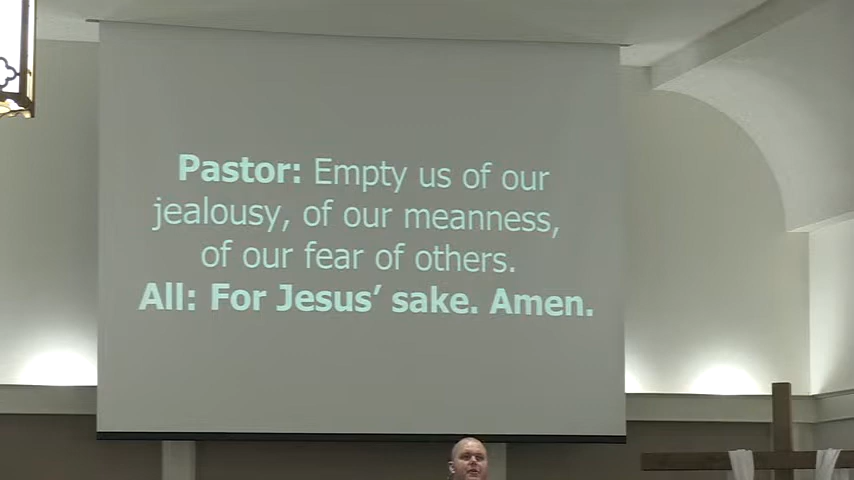 Pastor: Empty us of our
jealousy, of our meanness,
of our fear of others.
All: For Jesus’ sake. Amen.